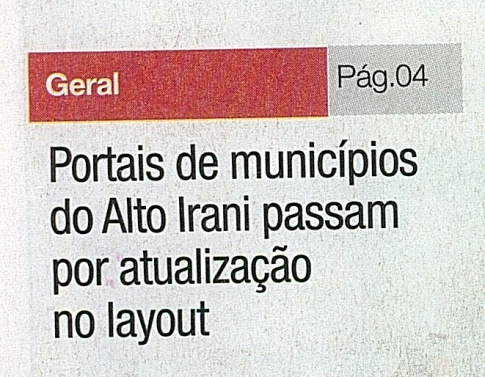 Geral
Pág.04
Portais de municípios
do Alto Irani passam
por atualização
no layout